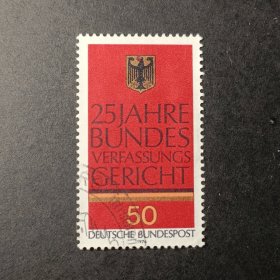 25 JAHRE
BUNDES
VERFASSUNGS
GERICHT
50
DEUTSCHE BUNDESPOST